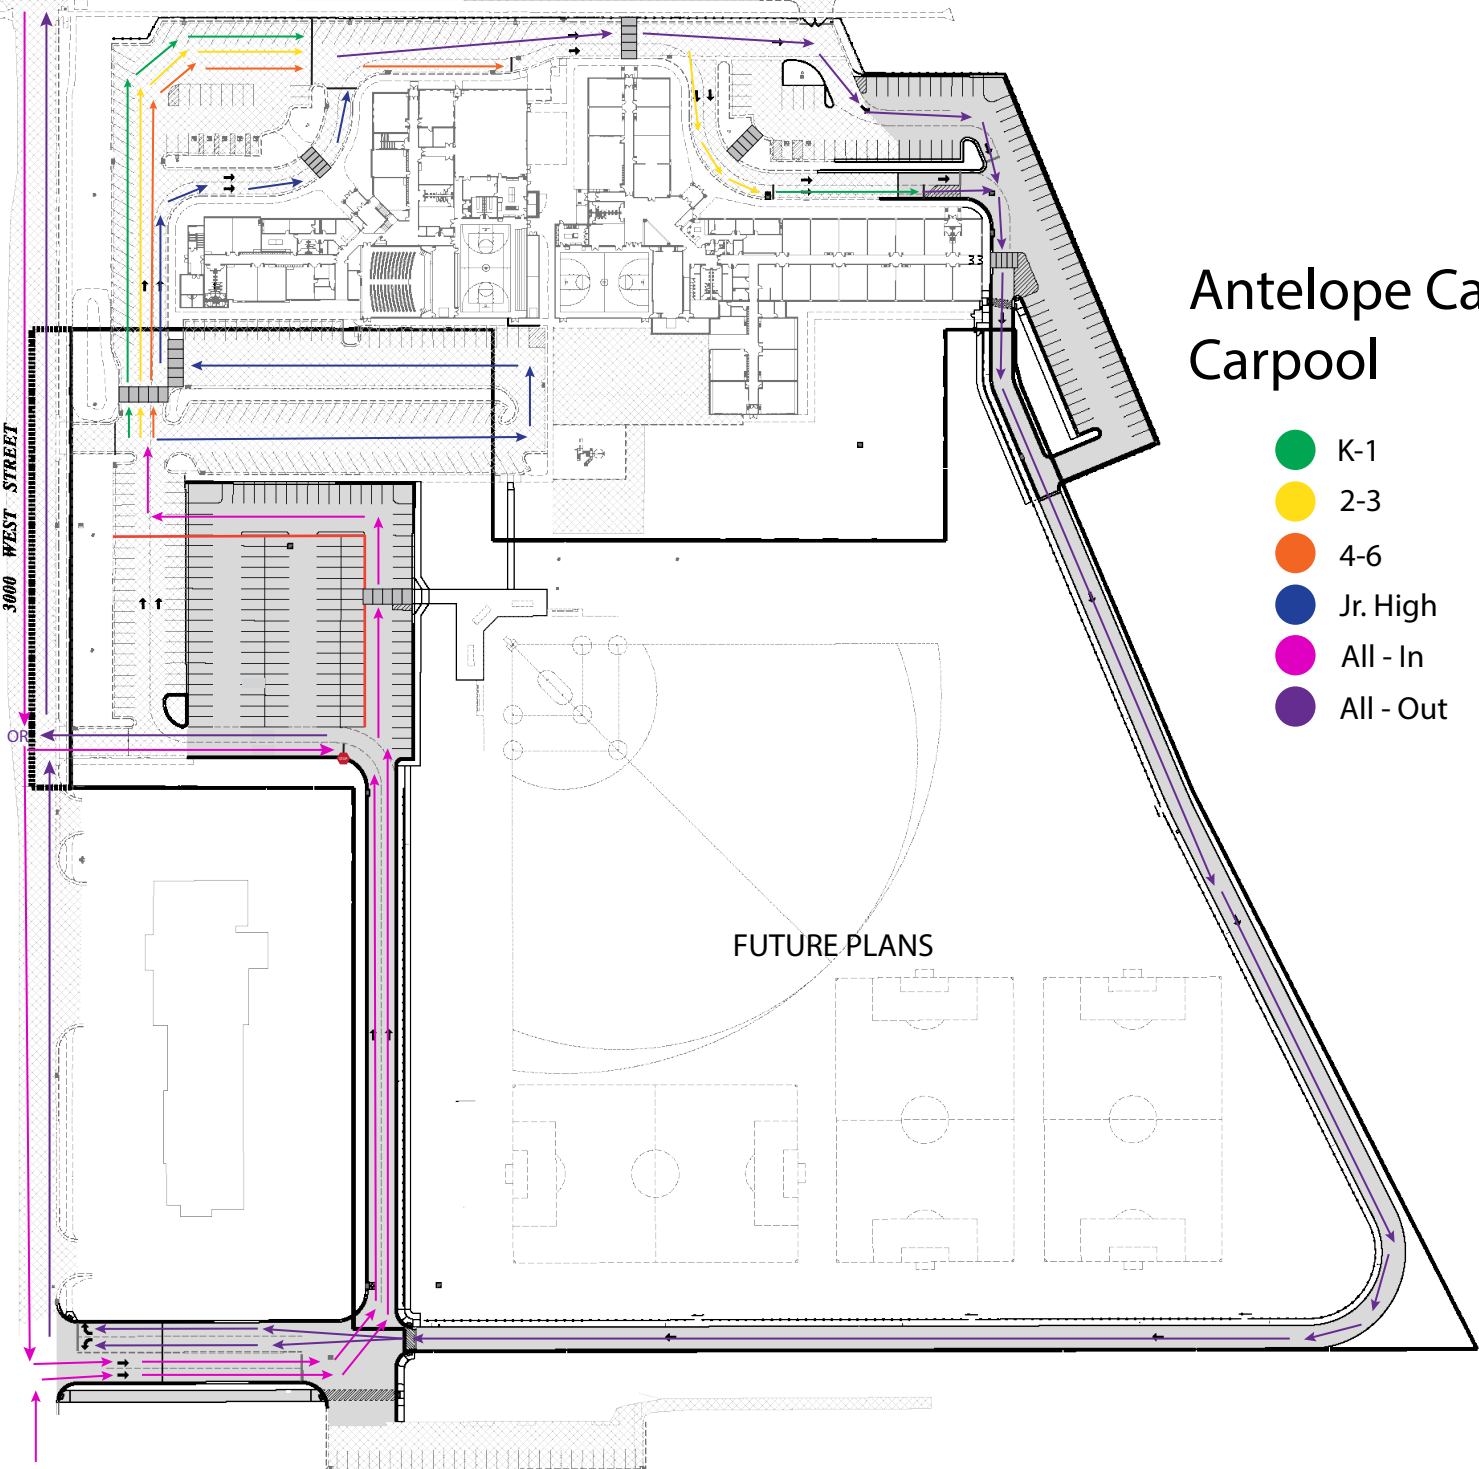 Antelope Ca
Carpool
K-1
2-3
4-6
Jr. High
All - In
All - Out
3000 WEST STREET
OR
FUTURE PLANS